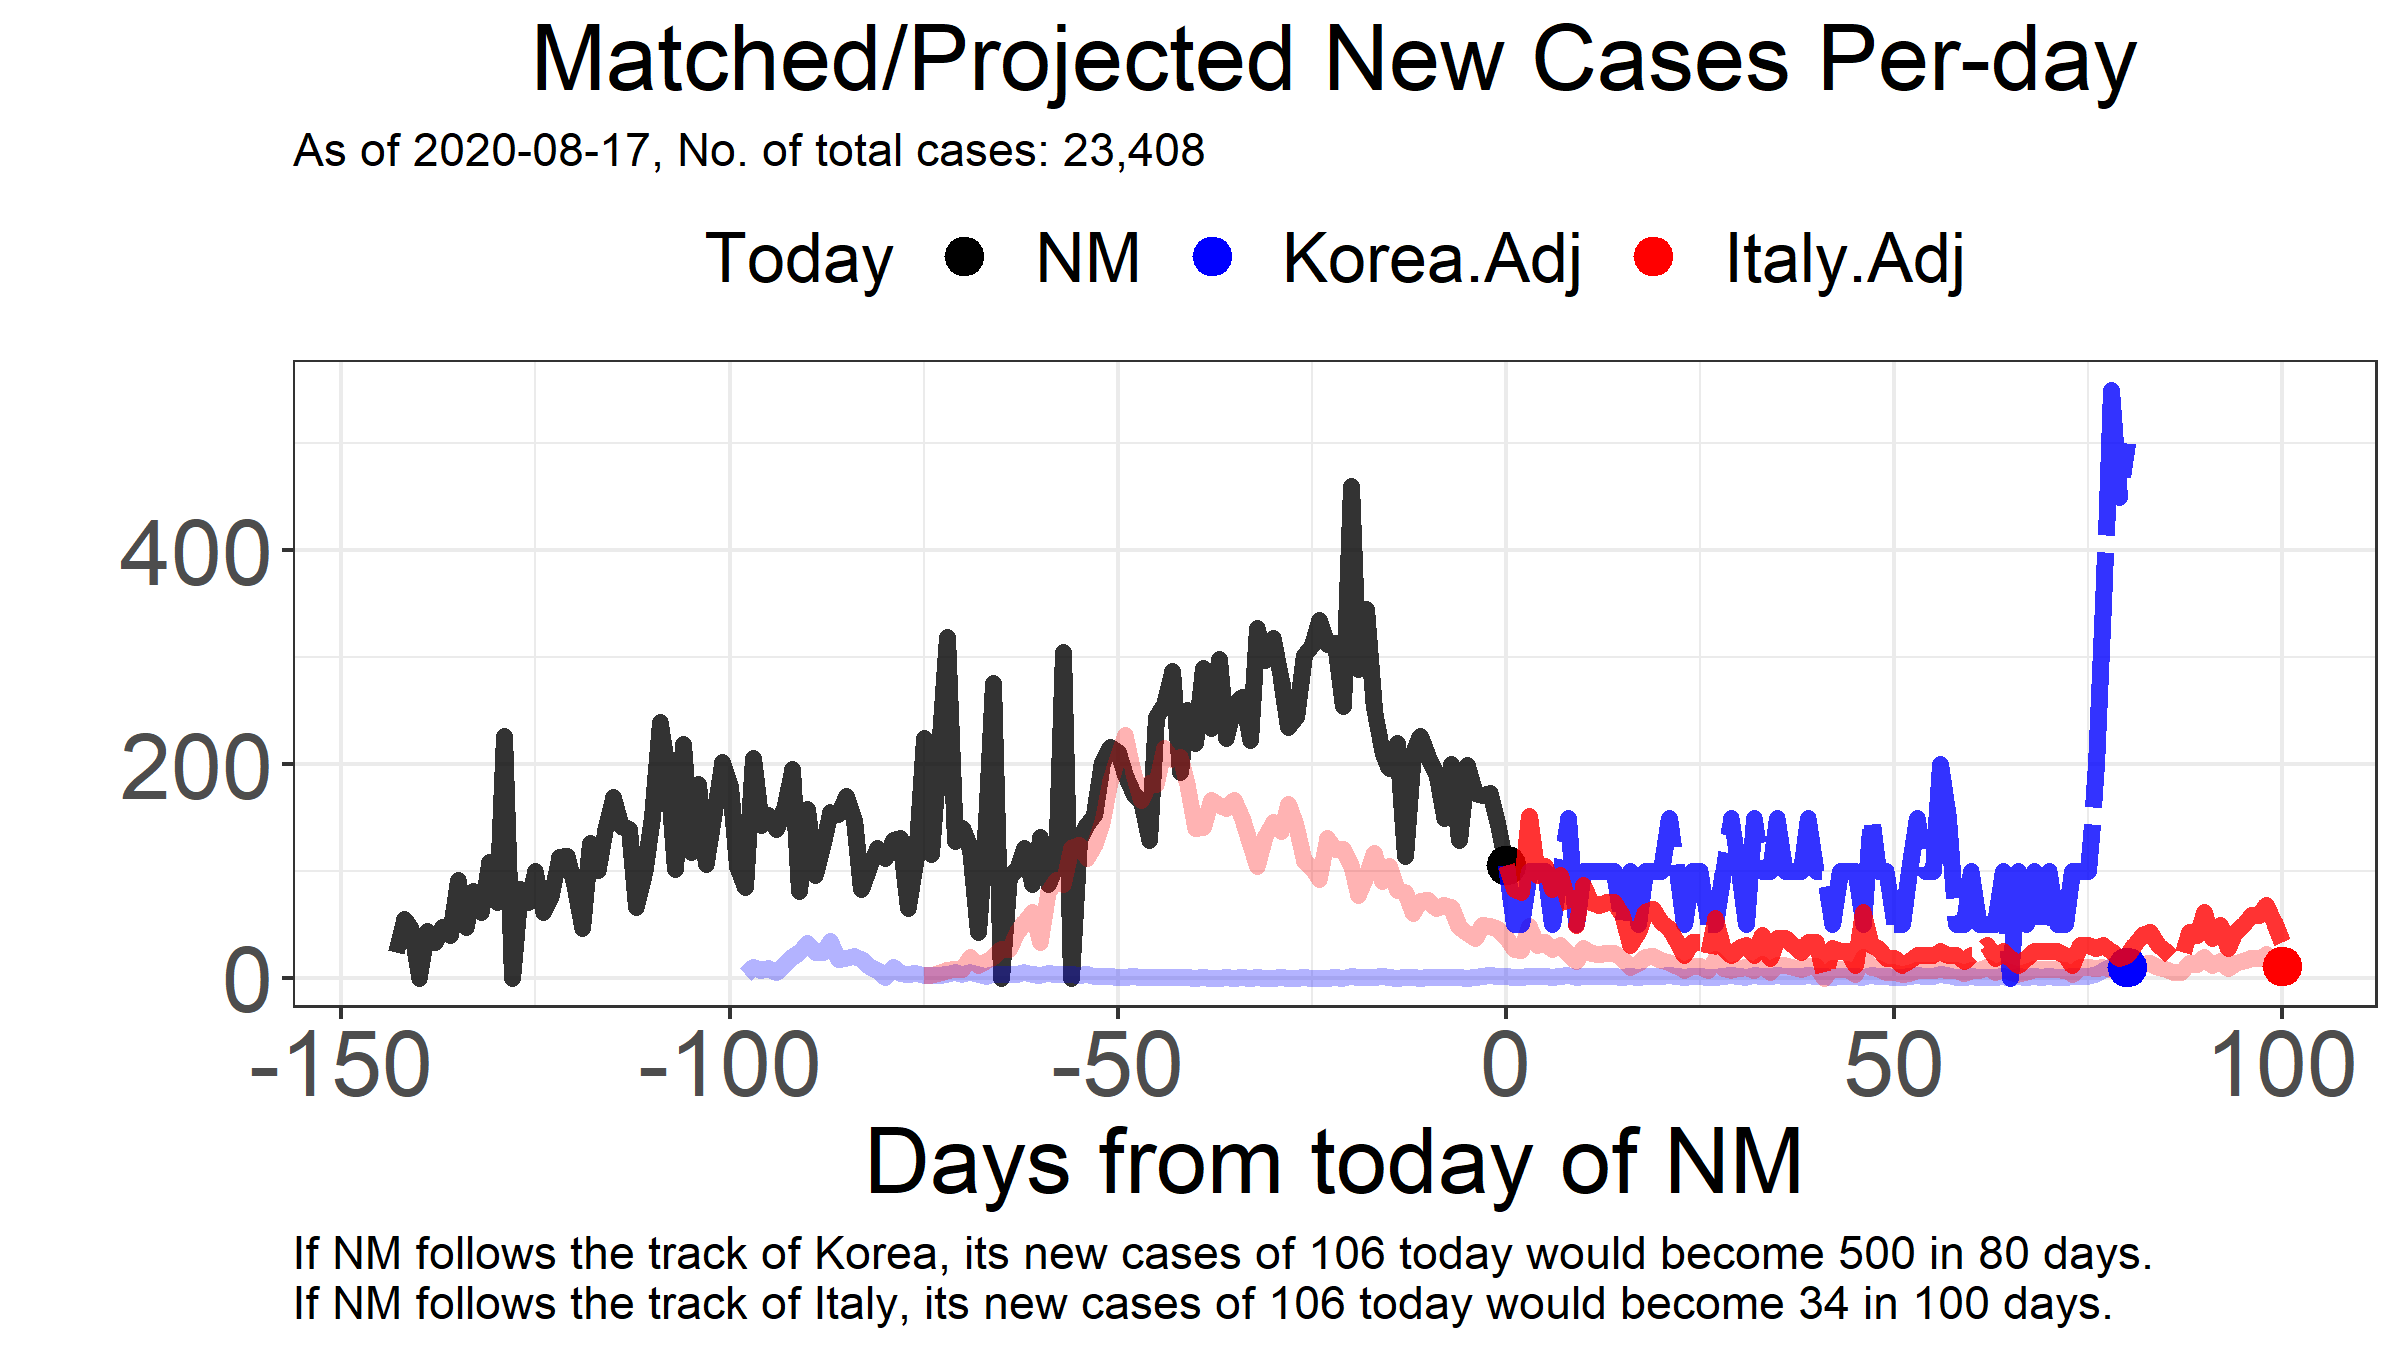 Matched/Projected New Cases Per-day
As of 2020-08-17, No. of total cases: 23,408
Today NM Korea.Adj Italy.Adj
400
200
0
-150 -100 -50 0 50 100
Days from today of NM
If NM follows the track of Korea, its new cases of 106 today would become 500 in 80 days.
If NM follows the track of Italy, its new cases of 106 today would become 34 in 100 days.